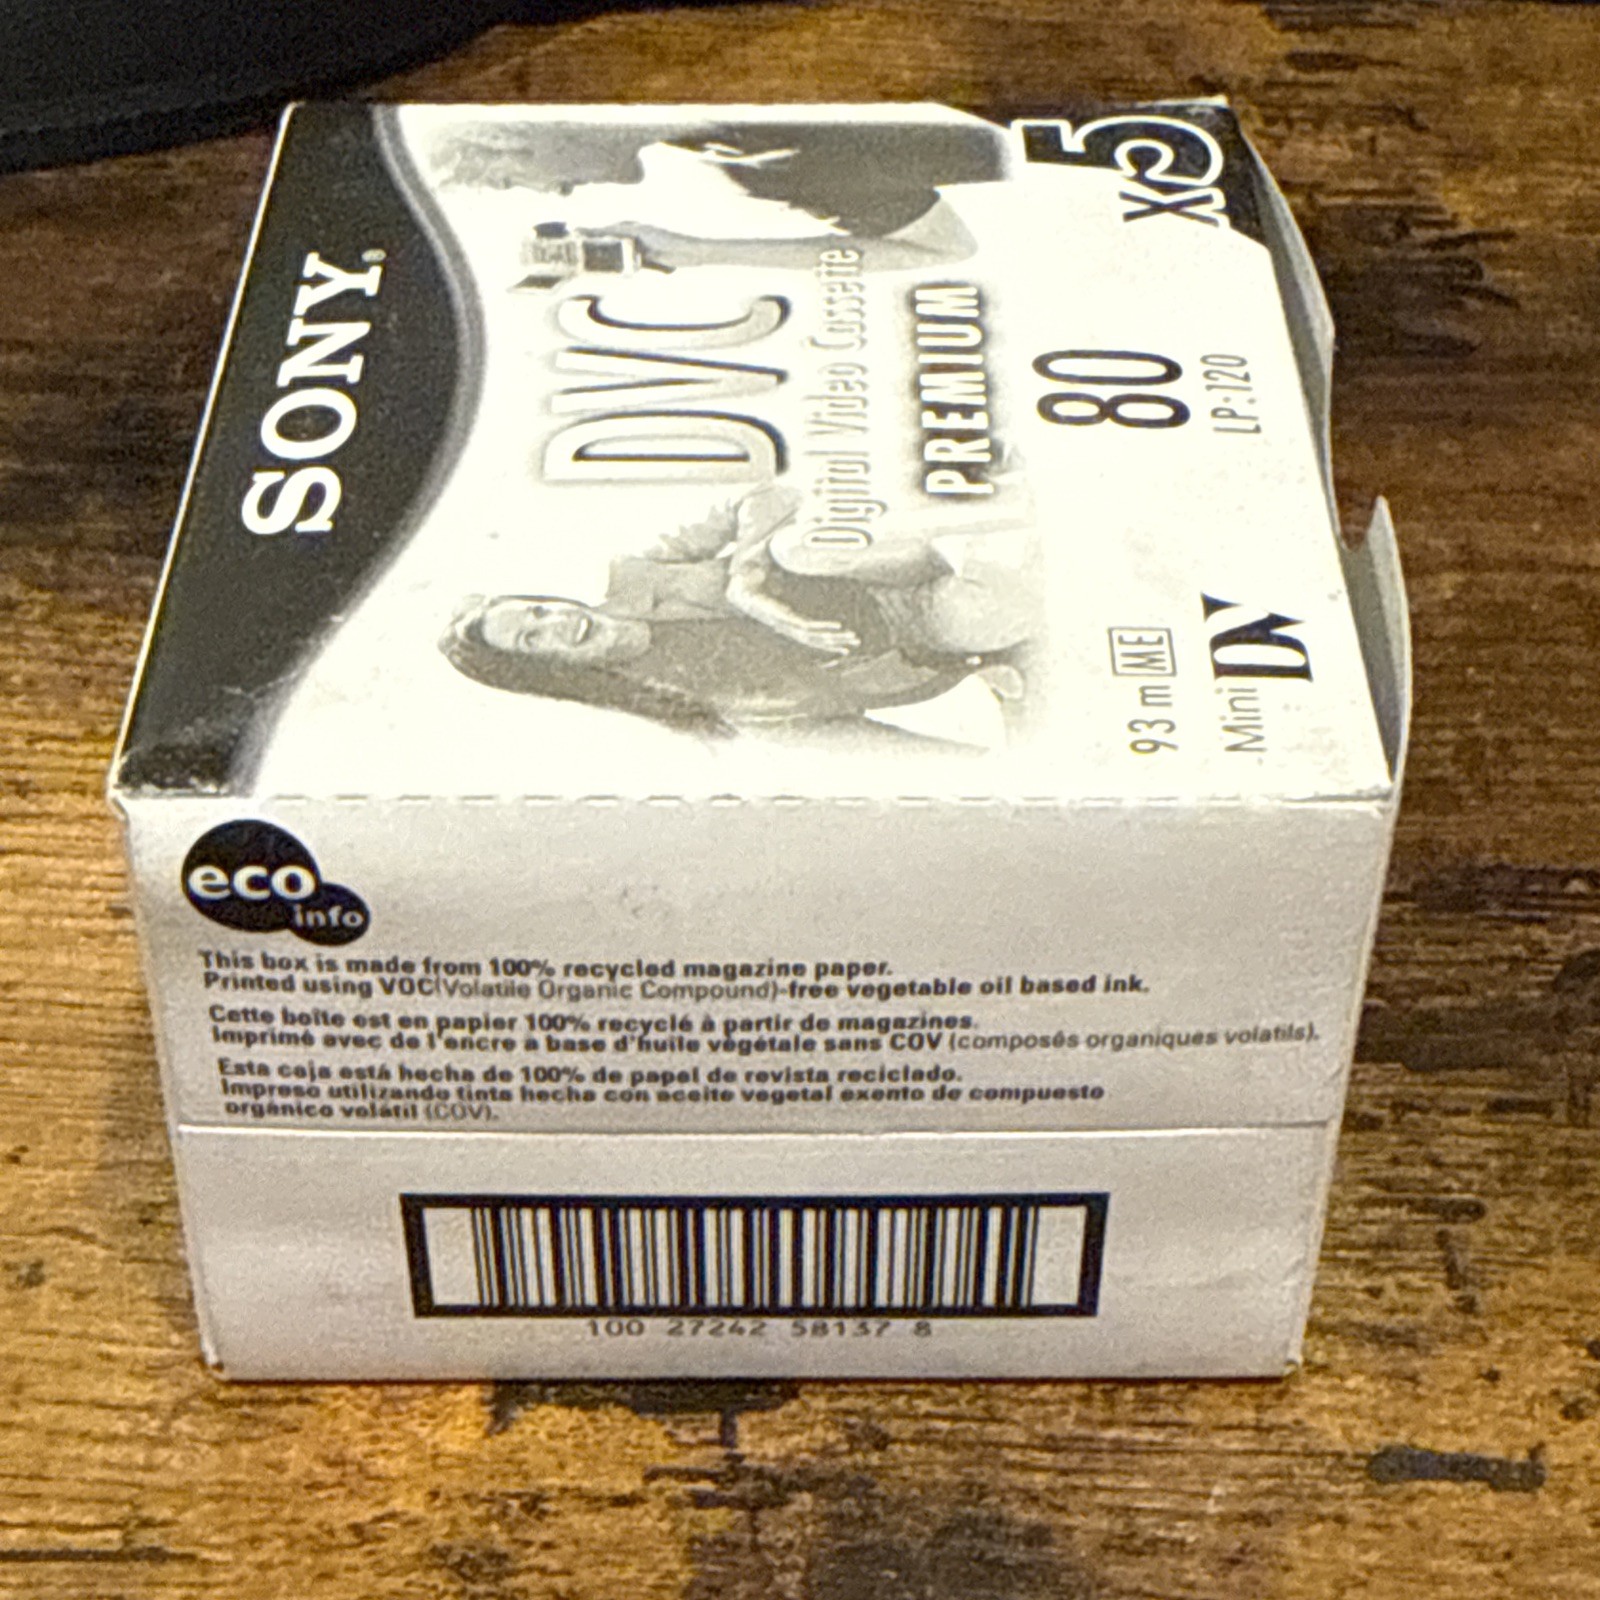 SONY®
DVC
Digital Video Cassette
PREMIUM
x5
80
LP:120
93 m ME
Mini DV
eco
info
This box is made from 100% recycled magazine paper.
Printed using VOC(Volatile Organic Compound)-free vegetable oil based ink.
Cette boîte est en papier 100% recyclé à partir de magazines.
Imprimé avec de l'encre à base d'huile végétale sans COV (composés organiques volatils).
Esta caja está hecha de 100% de papel de revista reciclado.
Impreso utilizando tinta hecha con aceite vegetal exento de compuesto
orgánico volátil (COV).
100 27242 58137 8